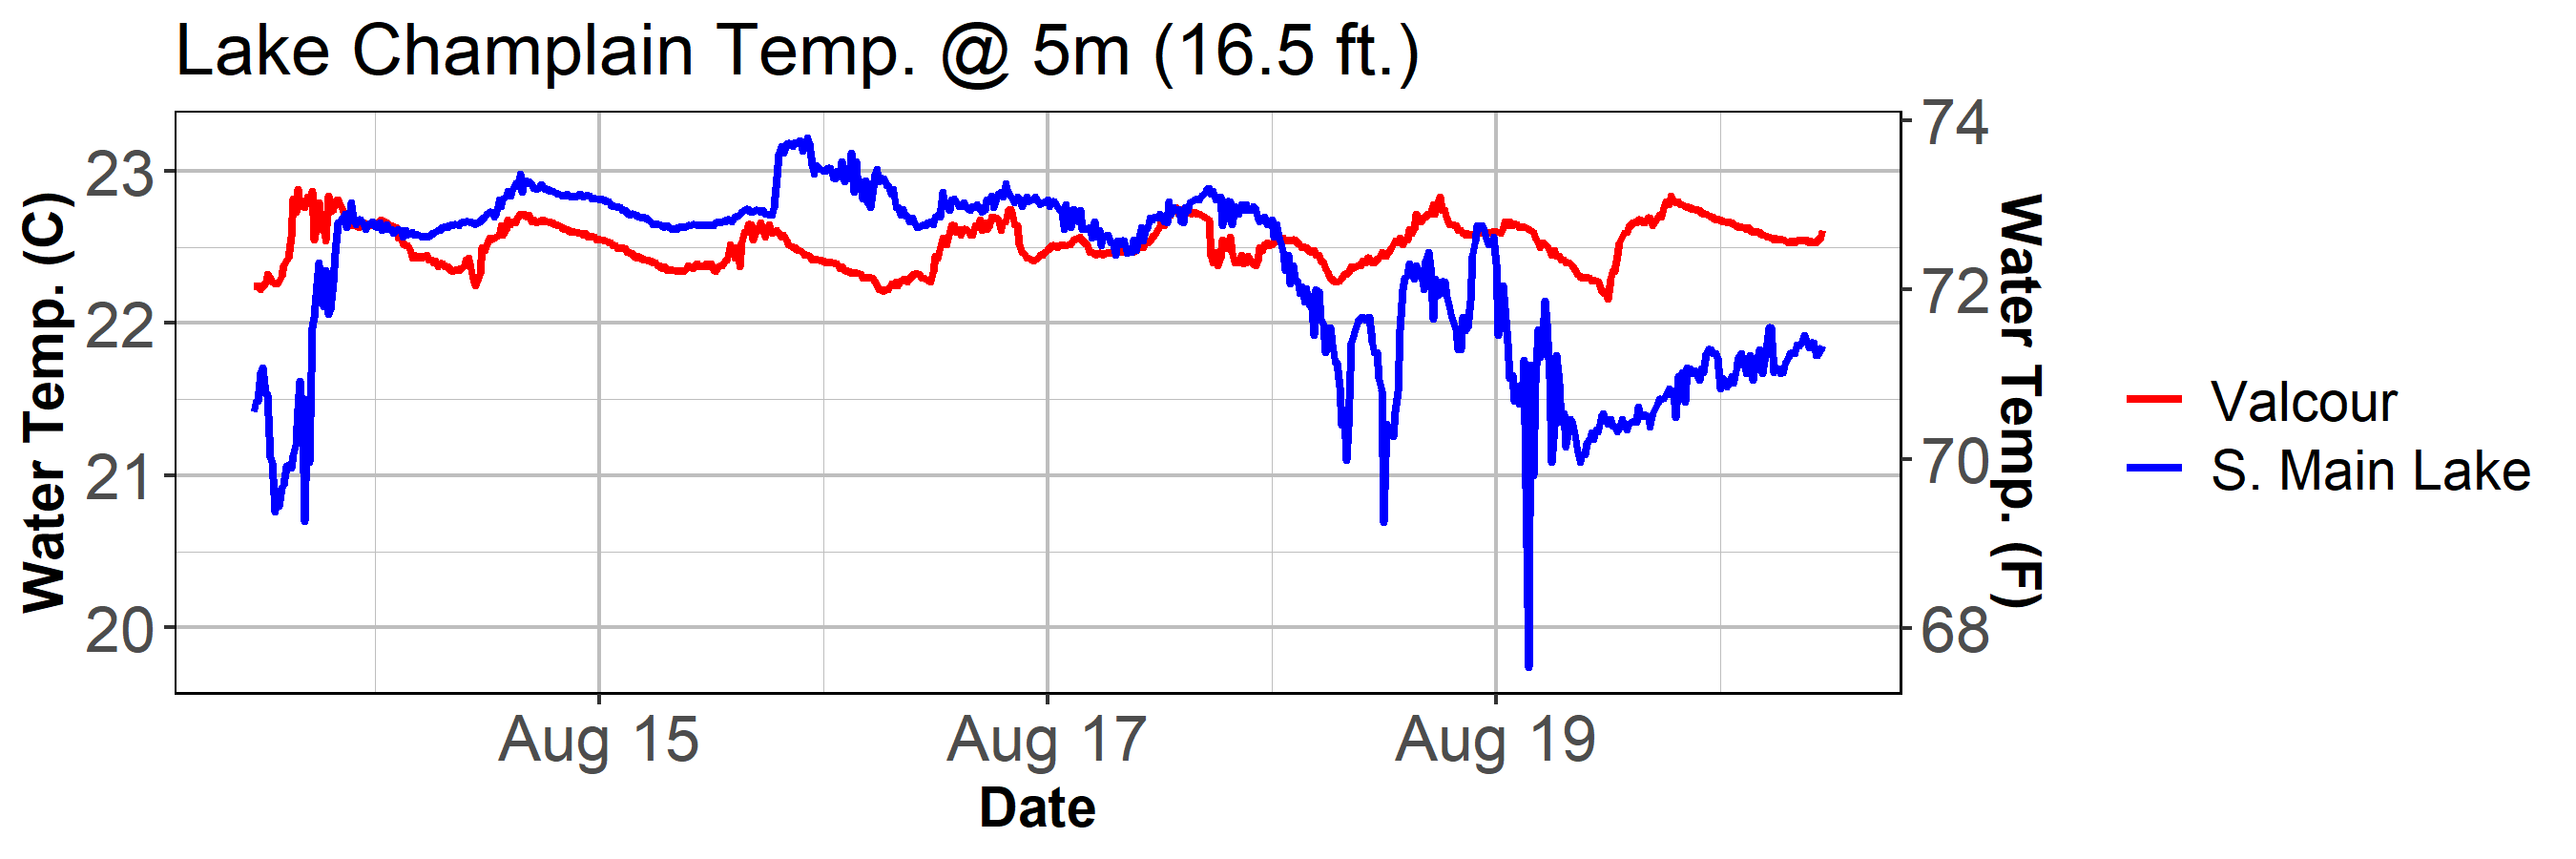 Lake Champlain Temp. @ 5m (16.5 ft.)
Water Temp. (C)
23
22
21
20
74
72
70
68
Water Temp. (F)
Aug 15
Aug 17
Aug 19
Date
Valcour
S. Main Lake